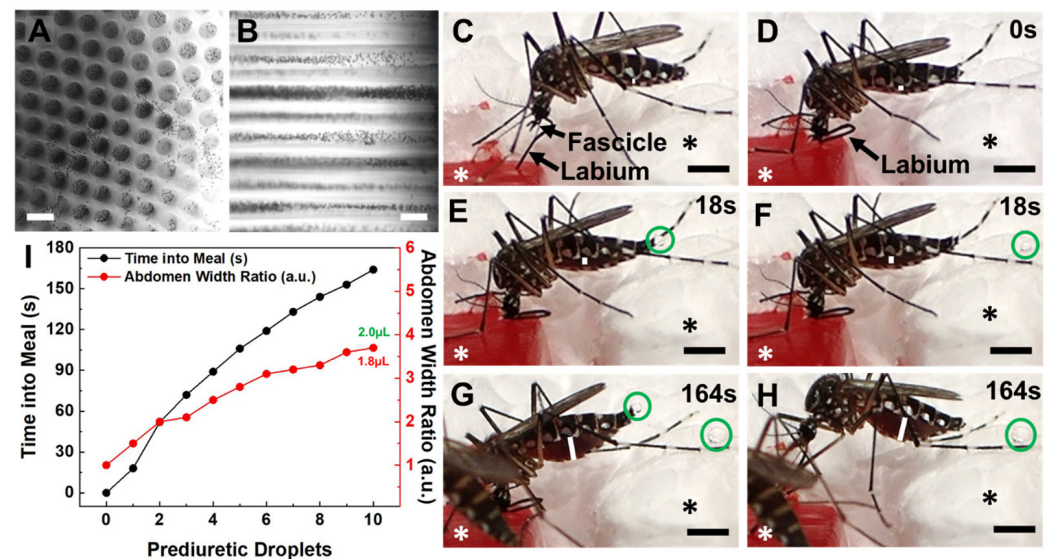 A
B
C
Fascicle
Labium
*
*
D
0s
Labium
*
*
E
18s
*
*
F
18s
*
*
G
164s
*
*
H
164s
*
*
I
Time into Meal (s)
Abdomen Width Ratio (a.u.)
2.0µL
1.8µL
180
150
120
90
60
30
0
6
5
4
3
2
1
0 2 4 6 8 10
Time into Meal (s)
Abdomen Width Ratio (a.u.)
Prediuretic Droplets